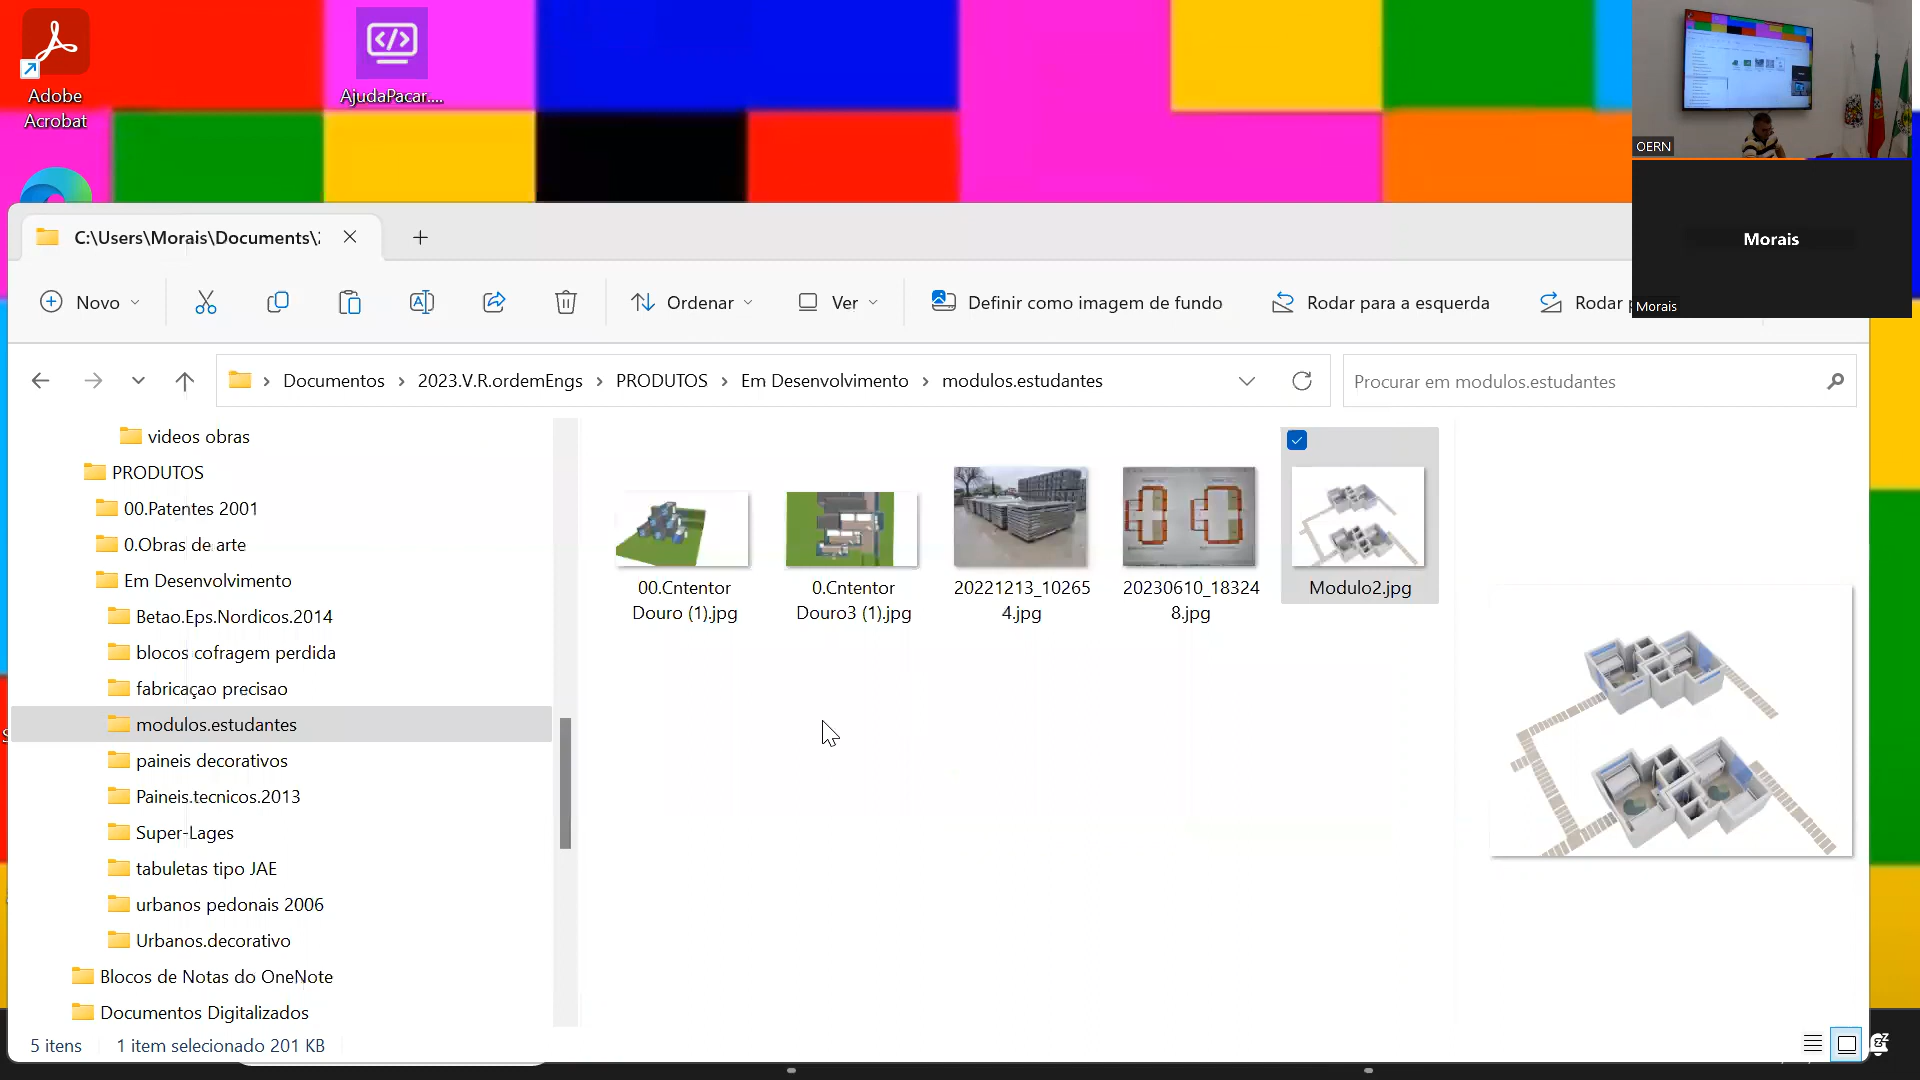 Adobe
Acrobat
AjudaPacar....
OERN
Morais
Morais
C:\Users\Morais\Documents\2
Novo
Ordenar
Ver
Definir como imagem de fundo
Rodar para a esquerda
Rodar
Documentos
2023.V.R.ordemEngs
PRODUTOS
Em Desenvolvimento
modulos.estudantes
Procurar em modulos.estudantes
videos obras
PRODUTOS
00.Patentes 2001
0.Obras de arte
Em Desenvolvimento
Betao.Eps.Nordicos.2014
blocos cofragem perdida
fabricaçao precisao
modulos.estudantes
paineis decorativos
Paineis.tecnicos.2013
Super-Lages
tabuletas tipo JAE
urbanos pedonais 2006
Urbanos.decorativo
Blocos de Notas do OneNote
Documentos Digitalizados
00.Cntentor
Douro (1).jpg
0.Cntentor
Douro3 (1).jpg
20221213_10265
4.jpg
20230610_18324
8.jpg
Modulo2.jpg
5 itens
1 item selecionado 201 KB